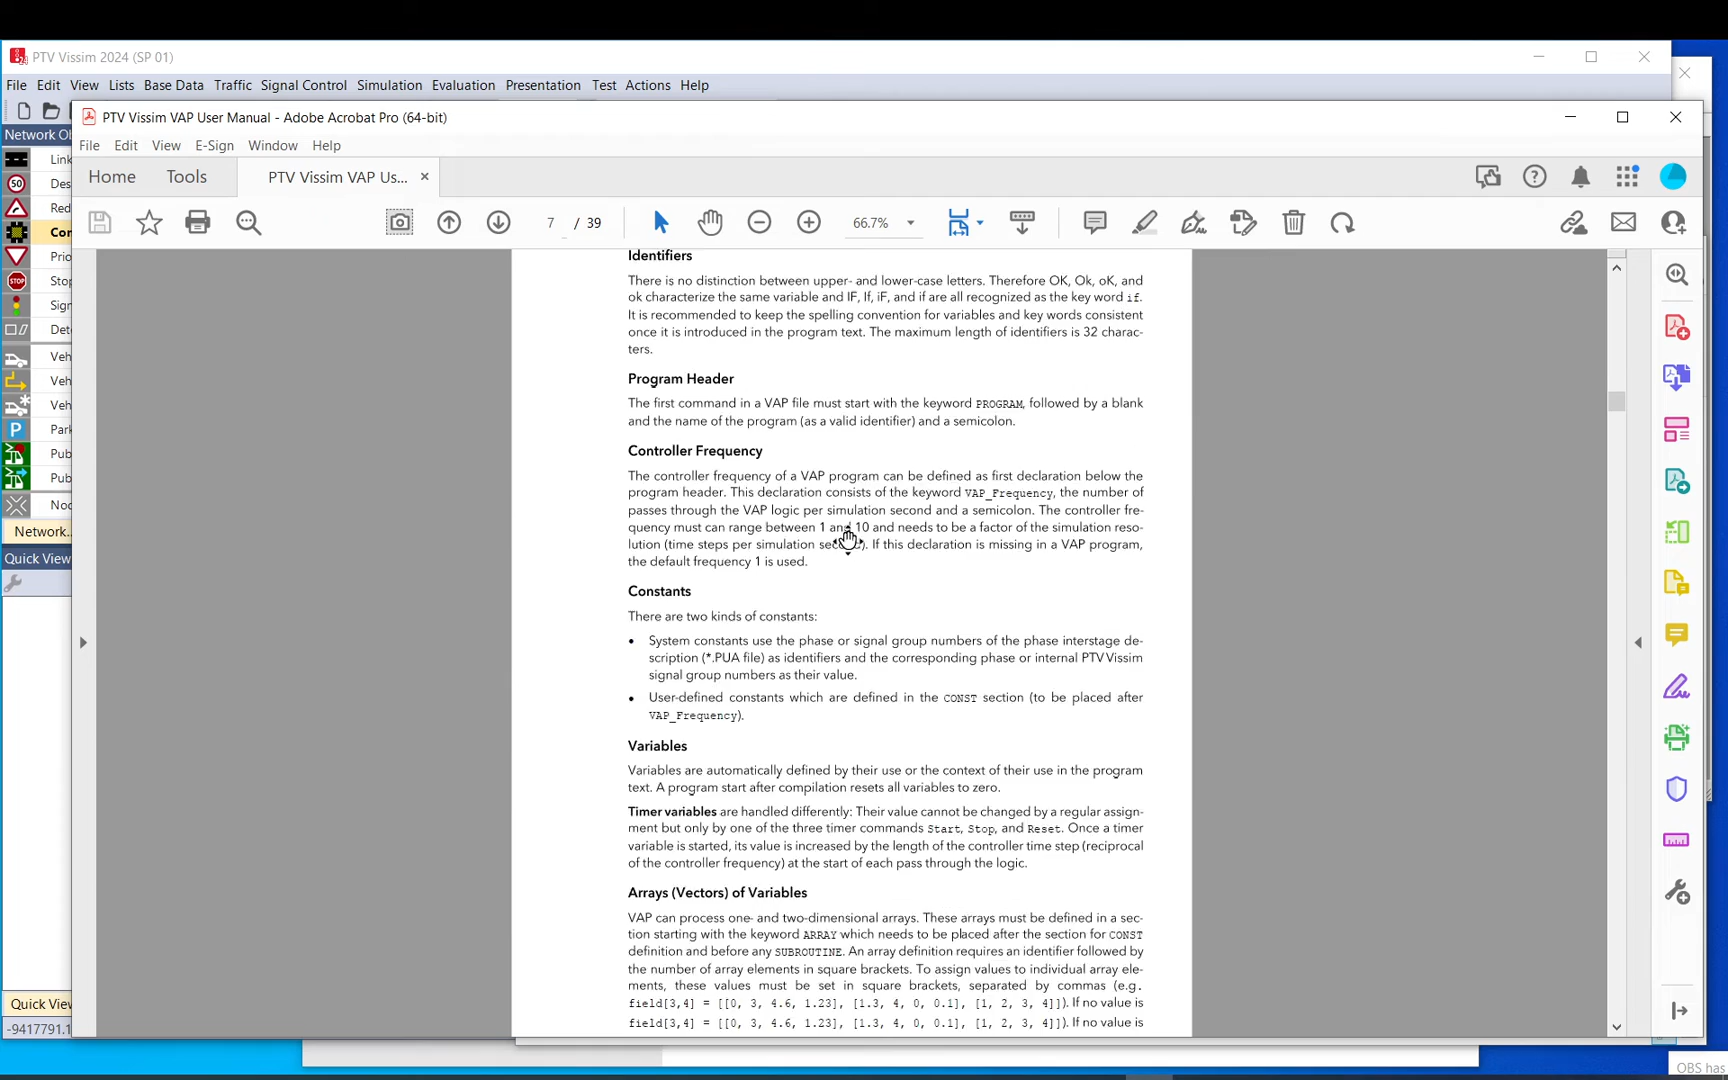 PTV Vissim 2024 (SP 01)
File Edit View Lists Base Data Traffic Signal Control Simulation Evaluation Presentation Test Actions Help
Network Ob
PTV Vissim VAP User Manual - Adobe Acrobat Pro (64-bit)
File Edit View E-Sign Window Help
Home Tools PTV Vissim VAP Us... ×
7 / 39 66.7%
Link
50 Des
Red
Con
Prio
STOP Stop
Sign
Det
Veh
Veh
Veh
P Park
Pub
Pub
Nod
Network...
Quick View
Quick Viev
-9417791.1
Identifiers
There is no distinction between upper- and lower-case letters. Therefore OK, Ok, oK, and
ok characterize the same variable and IF, If, iF, and if are all recognized as the key word if.
It is recommended to keep the spelling convention for variables and key words consistent
once it is introduced in the program text. The maximum length of identifiers is 32 charac-
ters.
Program Header
The first command in a VAP file must start with the keyword PROGRAM, followed by a blank
and the name of the program (as a valid identifier) and a semicolon.
Controller Frequency
The controller frequency of a VAP program can be defined as first declaration below the
program header. This declaration consists of the keyword VAP_Frequency, the number of
passes through the VAP logic per simulation second and a semicolon. The controller fre-
quency must can range between 1 and 10 and needs to be a factor of the simulation reso-
lution (time steps per simulation second). If this declaration is missing in a VAP program,
the default frequency 1 is used.
Constants
There are two kinds of constants:
• System constants use the phase or signal group numbers of the phase interstage de-
scription (*.PUA file) as identifiers and the corresponding phase or internal PTV Vissim
signal group numbers as their value.
• User-defined constants which are defined in the CONST section (to be placed after
VAP_Frequency).
Variables
Variables are automatically defined by their use or the context of their use in the program
text. A program start after compilation resets all variables to zero.
Timer variables are handled differently: Their value cannot be changed by a regular assign-
ment but only by one of the three timer commands Start, Stop, and Reset. Once a timer
variable is started, its value is increased by the length of the controller time step (reciprocal
of the controller frequency) at the start of each pass through the logic.
Arrays (Vectors) of Variables
VAP can process one- and two-dimensional arrays. These arrays must be defined in a sec-
tion starting with the keyword ARRAY which needs to be placed after the section for CONST
definition and before any SUBROUTINE. An array definition requires an identifier followed by
the number of array elements in square brackets. To assign values to individual array ele-
ments, these values must be set in square brackets, separated by commas (e.g.
field[3,4] = [[0, 3, 4.6, 1.23], [1.3, 4, 0, 0.1], [1, 2, 3, 4]]). If no value is
field[3,4] = [[0, 3, 4.6, 1.23], [1.3, 4, 0, 0.1], [1, 2, 3, 4]]). If no value is
OBS has